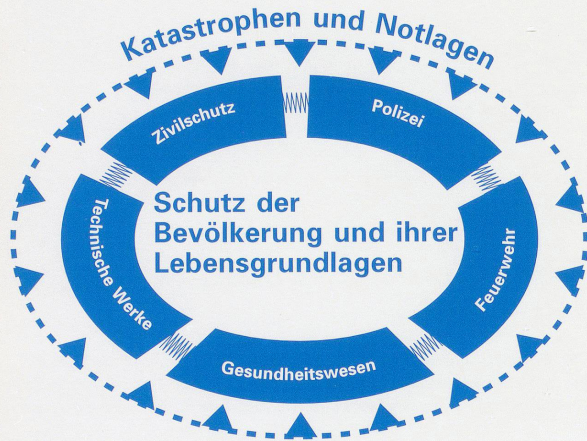 Katastrophen und Notlagen
Zivilschutz
Polizei
Technische Werke
Schutz der
Bevölkerung und ihrer
Lebensgrundlagen
Feuerwehr
Gesundheitswesen